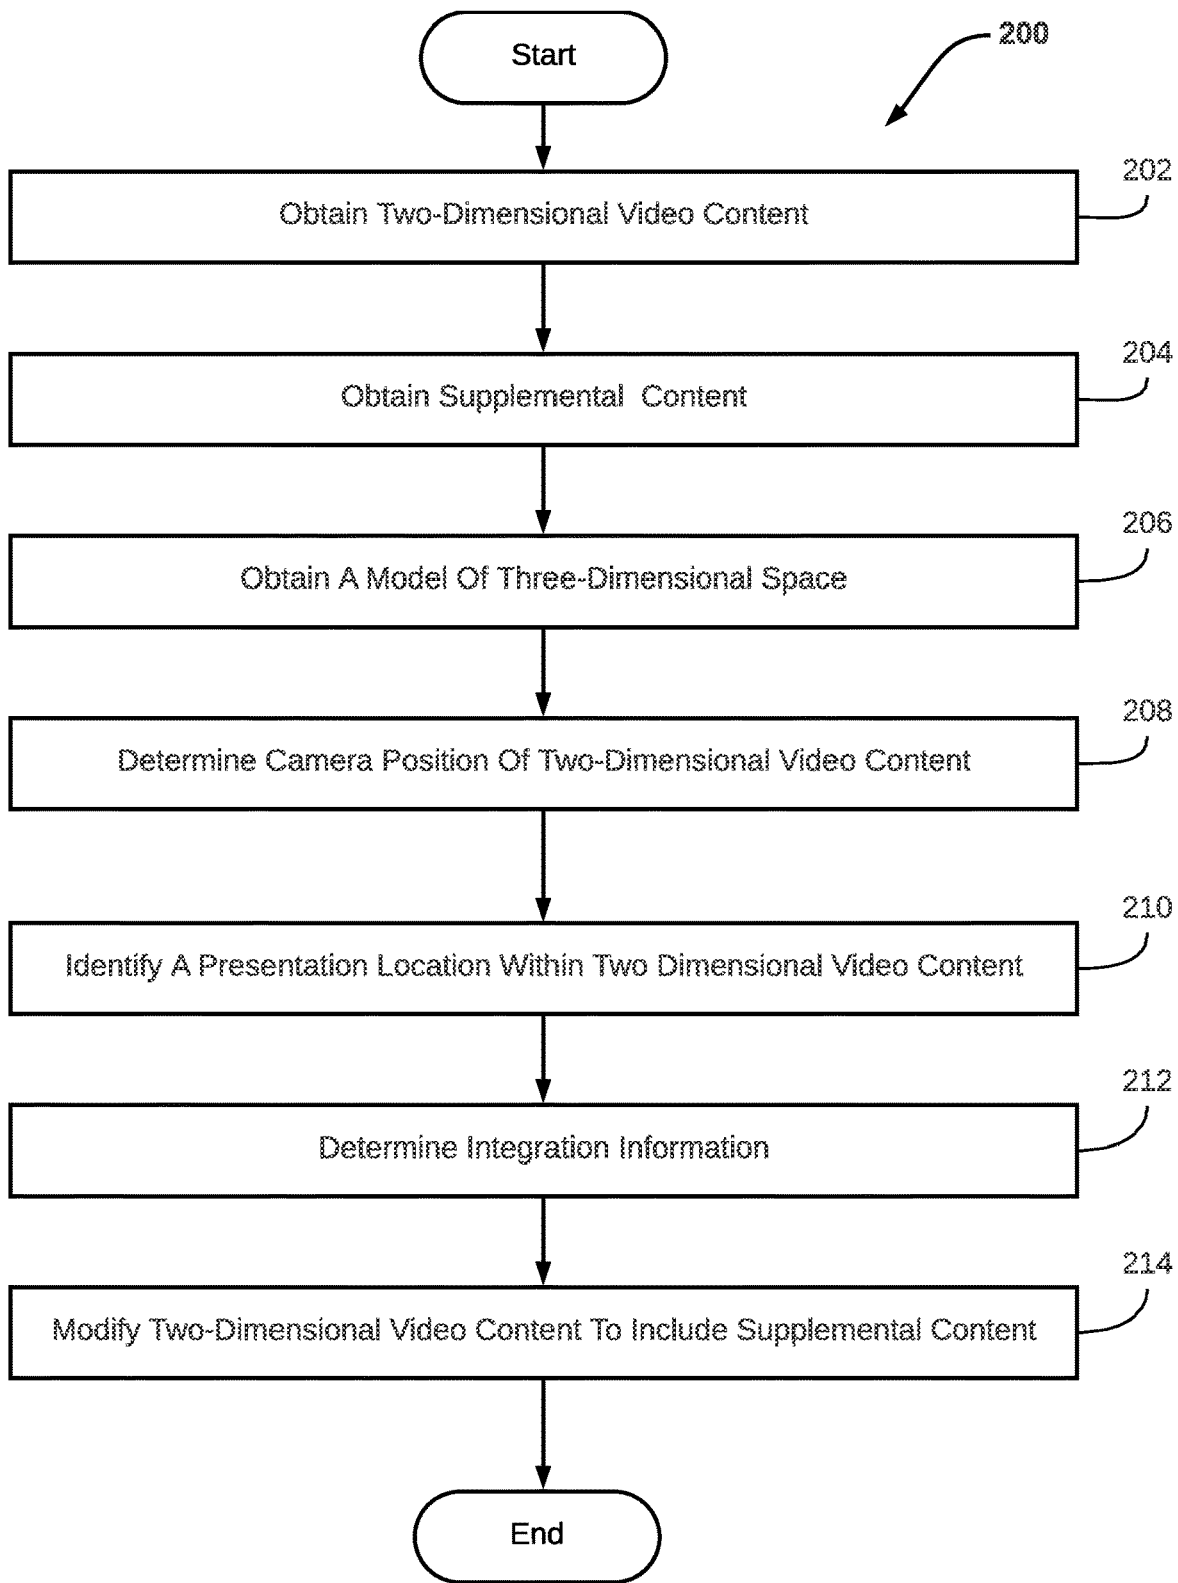 Start
200
Obtain Two-Dimensional Video Content
202
Obtain Supplemental Content
204
Obtain A Model Of Three-Dimensional Space
206
Determine Camera Position Of Two-Dimensional Video Content
208
Identify A Presentation Location Within Two Dimensional Video Content
210
Determine Integration Information
212
Modify Two-Dimensional Video Content To Include Supplemental Content
214
End